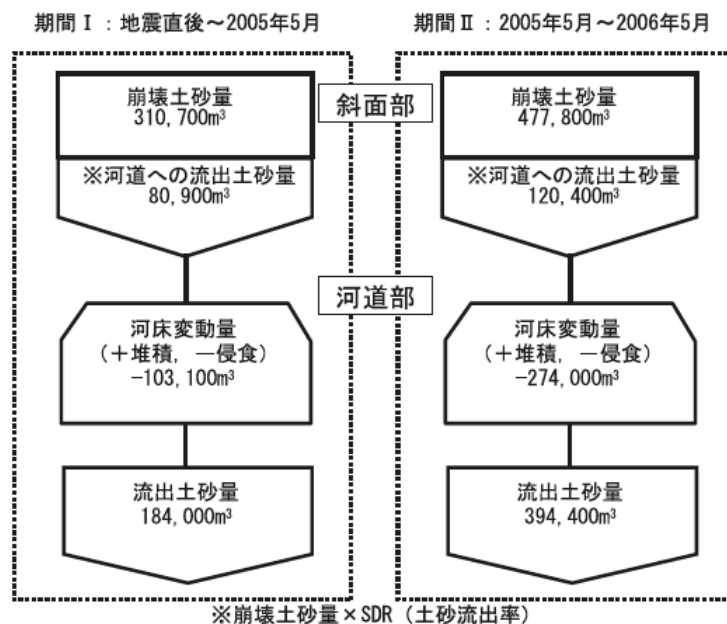 期間Ⅰ：地震直後～2005年5月
崩壊土砂量
310,700m³
※河道への流出土砂量
80,900m³
河床変動量
（＋堆積，－侵食）
−103,100m³
流出土砂量
184,000m³
斜面部
河道部
期間Ⅱ：2005年5月～2006年5月
崩壊土砂量
477,800m³
※河道への流出土砂量
120,400m³
河床変動量
（＋堆積，－侵食）
−274,000m³
流出土砂量
394,400m³
※崩壊土砂量×SDR（土砂流出率）